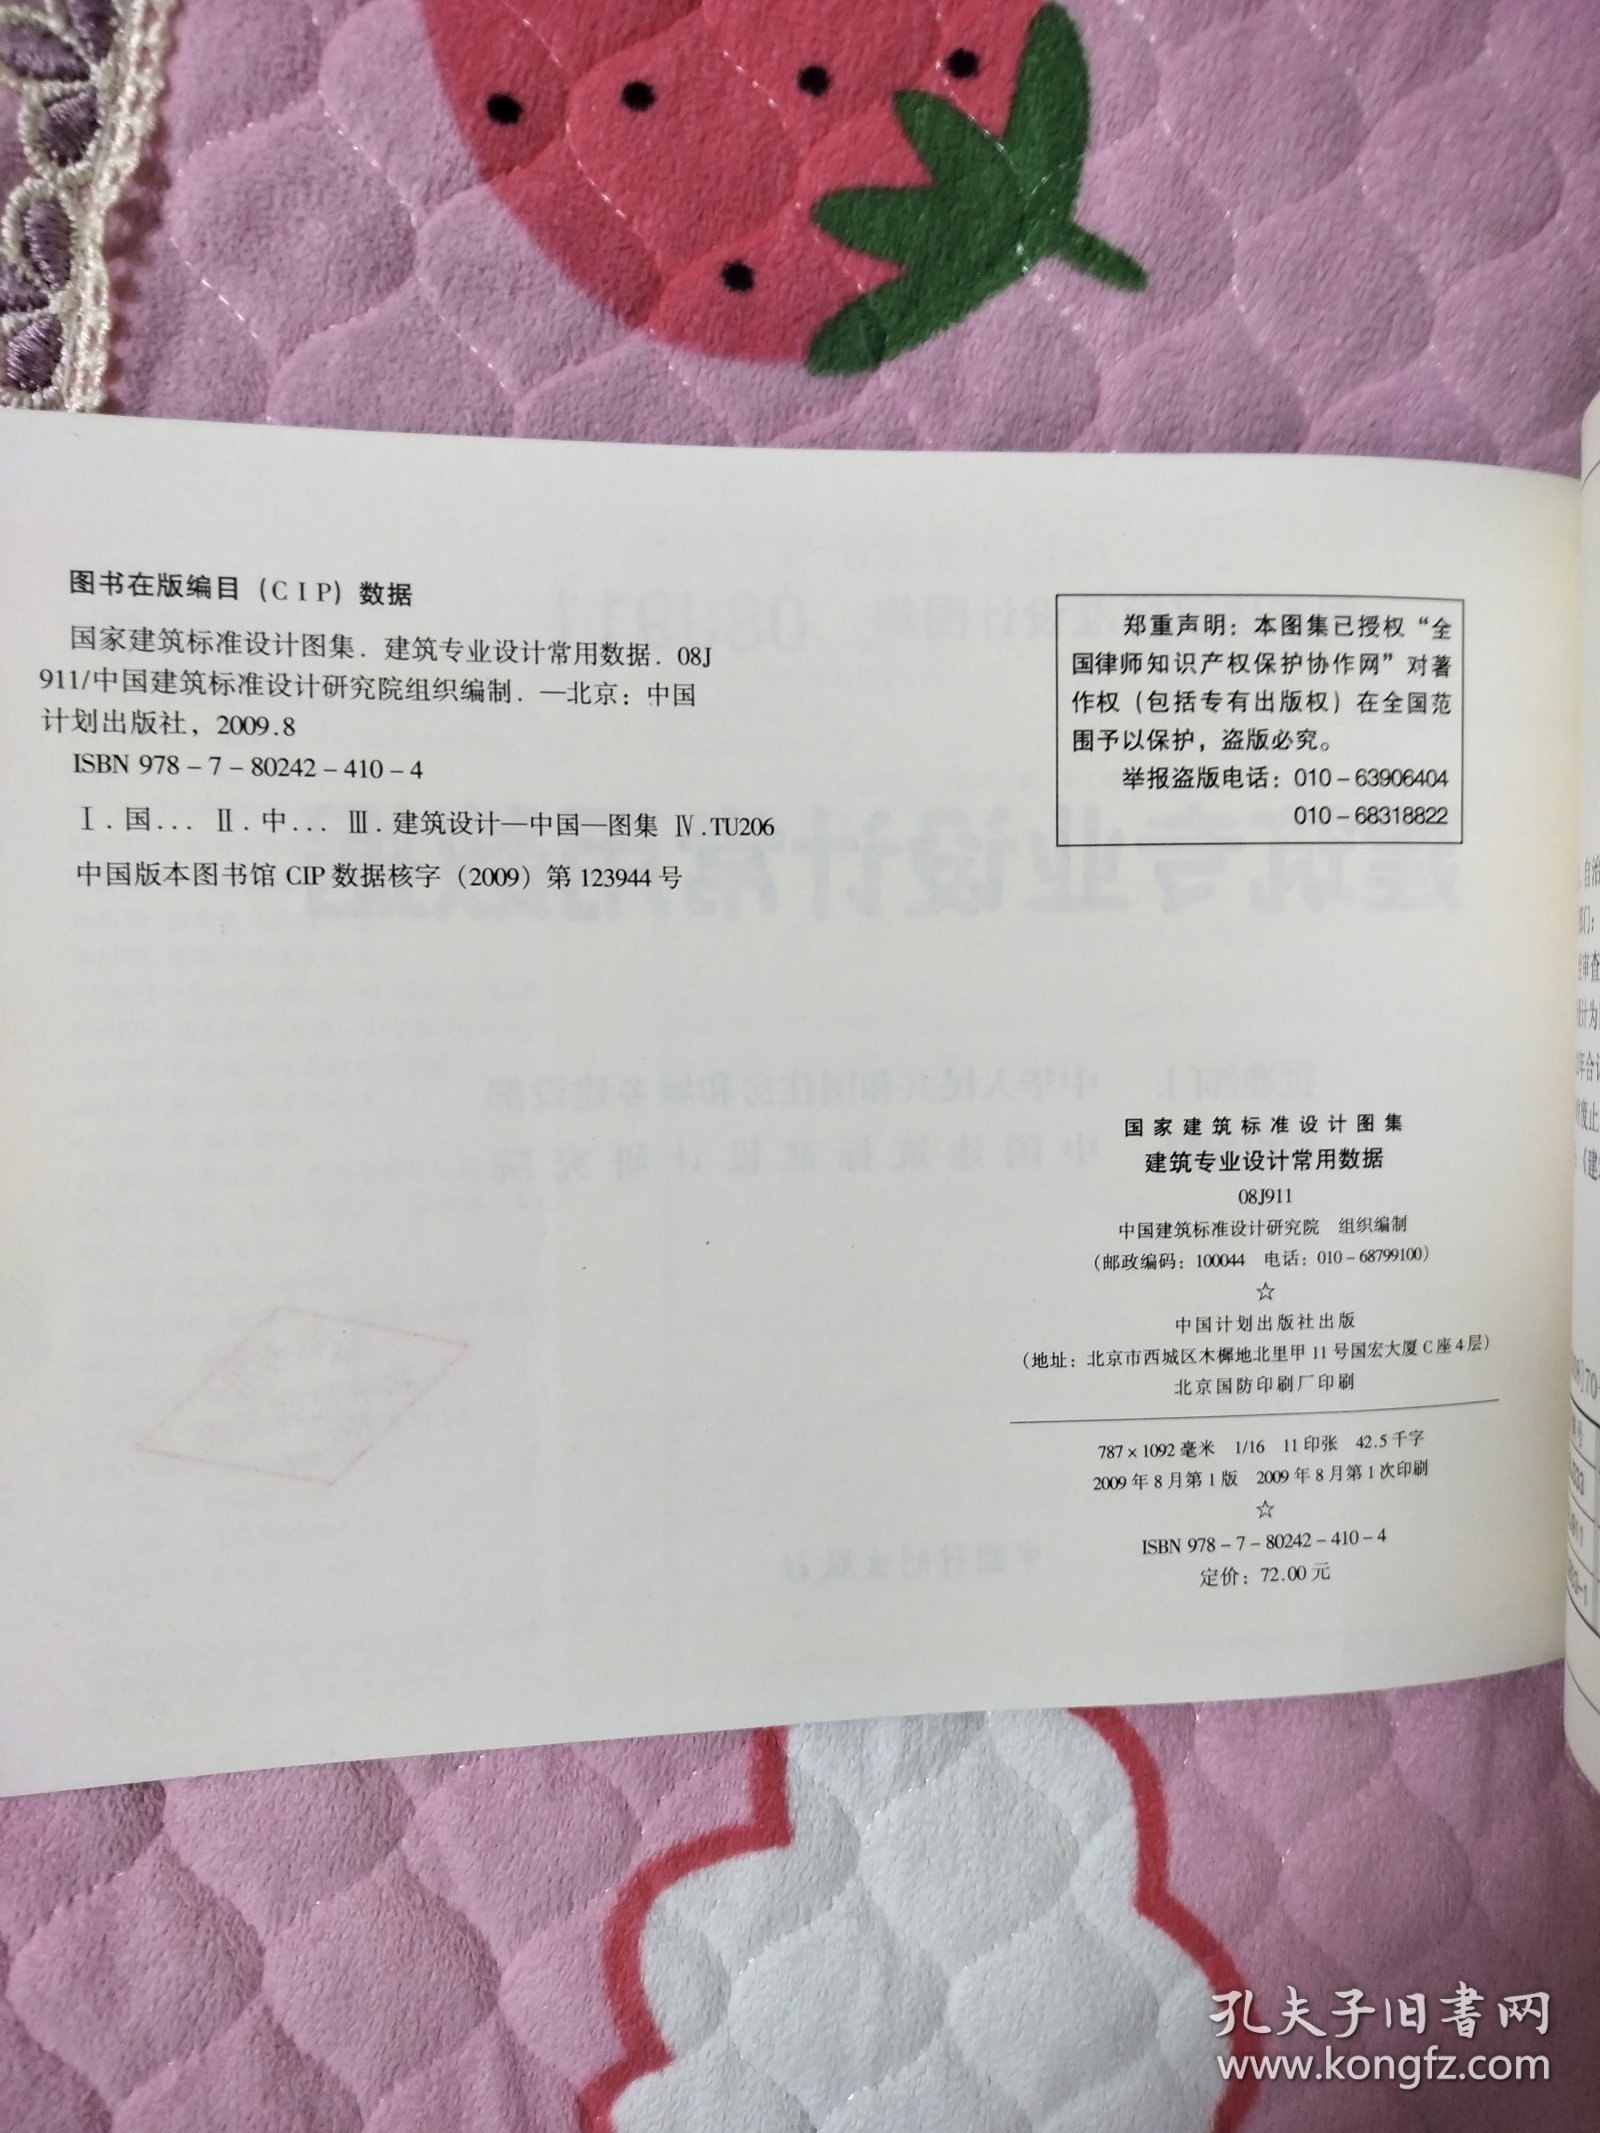 图书在版编目（CIP）数据
国家建筑标准设计图集．建筑专业设计常用数据．08J
911/中国建筑标准设计研究院组织编制．—北京：中国
计划出版社，2009.8
ISBN 978－7－80242－410－4
Ⅰ.国… Ⅱ.中… Ⅲ.建筑设计—中国—图集 Ⅳ.TU206
中国版本图书馆CIP数据核字（2009）第123944号
郑重声明：本图集已授权“全
国律师知识产权保护协作网”对著
作权（包括专有出版权）在全国范
围予以保护，盗版必究。
举报盗版电话：010－63906404
010－68318822
国家建筑标准设计图集
建筑专业设计常用数据
08J911
中国建筑标准设计研究院 组织编制
（邮政编码：100044 电话：010－68799100）
☆
中国计划出版社出版
（地址：北京市西城区木樨地北里甲11号国宏大厦C座4层）
北京国防印刷厂印刷
787×1092毫米 1/16 11印张 42.5千字
2009年8月第1版 2009年8月第1次印刷
☆
ISBN 978－7－80242－410－4
定价：72.00元
孔夫子旧书网
www.kongfz.com